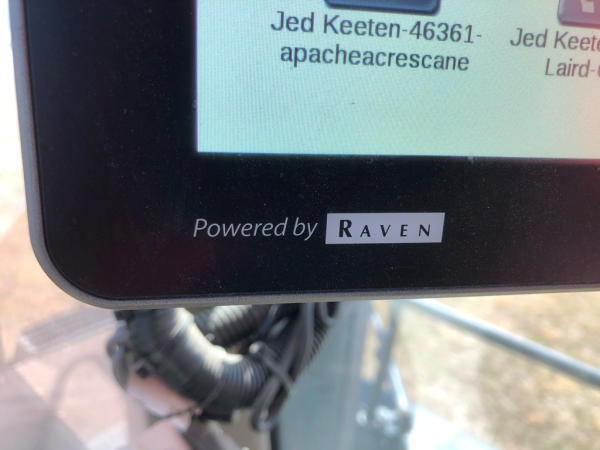 Jed Keeten-46361-
apacheacrescane
Jed Keete
Laird-
Powered by RAVEN